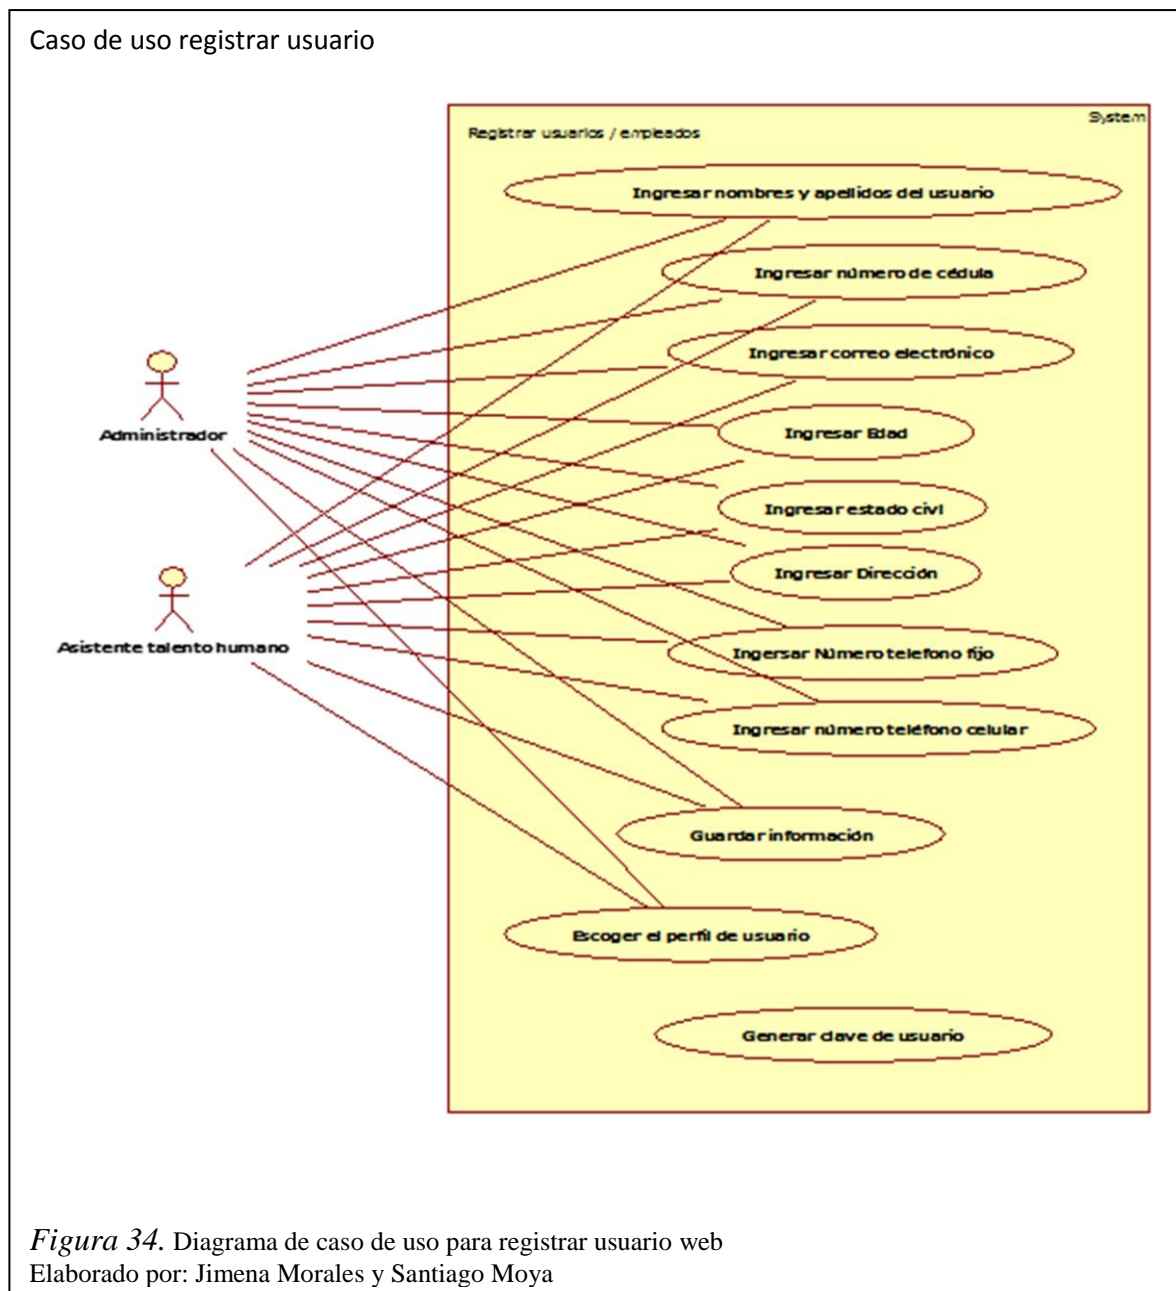 Caso de uso registrar usuario
System
Registrar usuarios / empleados
Ingresar nombres y apellidos del usuario
Ingresar número de cédula
Ingresar correo electrónico
Administrador
Ingresar Edad
Ingresar estado civl
Ingresar Dirección
Asistente talento humano
Ingersar Número telefono fijo
Ingresar número teléfono celular
Guardar información
Escoger el perfil de usuario
Generar clave de usuario
Figura 34. Diagrama de caso de uso para registrar usuario web
Elaborado por: Jimena Morales y Santiago Moya